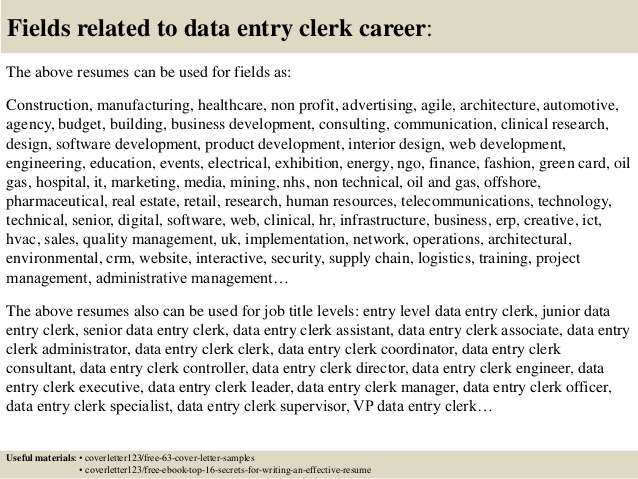 Fields related to data entry clerk career:
The above resumes can be used for fields as:
Construction, manufacturing, healthcare, non profit, advertising, agile, architecture, automotive,
agency, budget, building, business development, consulting, communication, clinical research,
design, software development, product development, interior design, web development,
engineering, education, events, electrical, exhibition, energy, ngo, finance, fashion, green card, oil
gas, hospital, it, marketing, media, mining, nhs, non technical, oil and gas, offshore,
pharmaceutical, real estate, retail, research, human resources, telecommunications, technology,
technical, senior, digital, software, web, clinical, hr, infrastructure, business, erp, creative, ict,
hvac, sales, quality management, uk, implementation, network, operations, architectural,
environmental, crm, website, interactive, security, supply chain, logistics, training, project
management, administrative management…
The above resumes also can be used for job title levels: entry level data entry clerk, junior data
entry clerk, senior data entry clerk, data entry clerk assistant, data entry clerk associate, data entry
clerk administrator, data entry clerk clerk, data entry clerk coordinator, data entry clerk
consultant, data entry clerk controller, data entry clerk director, data entry clerk engineer, data
entry clerk executive, data entry clerk leader, data entry clerk manager, data entry clerk officer,
data entry clerk specialist, data entry clerk supervisor, VP data entry clerk…
Useful materials: • coverletter123/free-63-cover-letter-samples
• coverletter123/free-ebook-top-16-secrets-for-writing-an-effective-resume